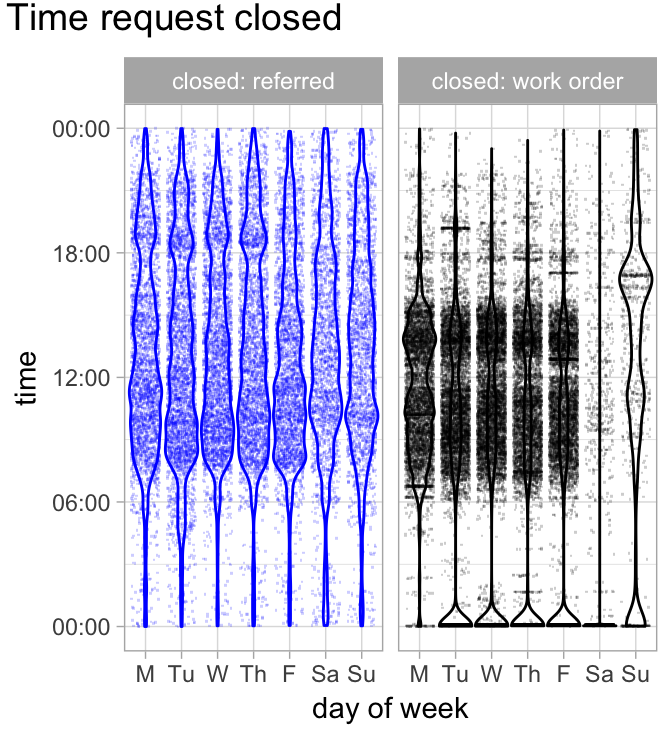 Time request closed
closed: referred
closed: work order
00:00
18:00
12:00
06:00
00:00
time
M Tu W Th F Sa Su
M Tu W Th F Sa Su
day of week